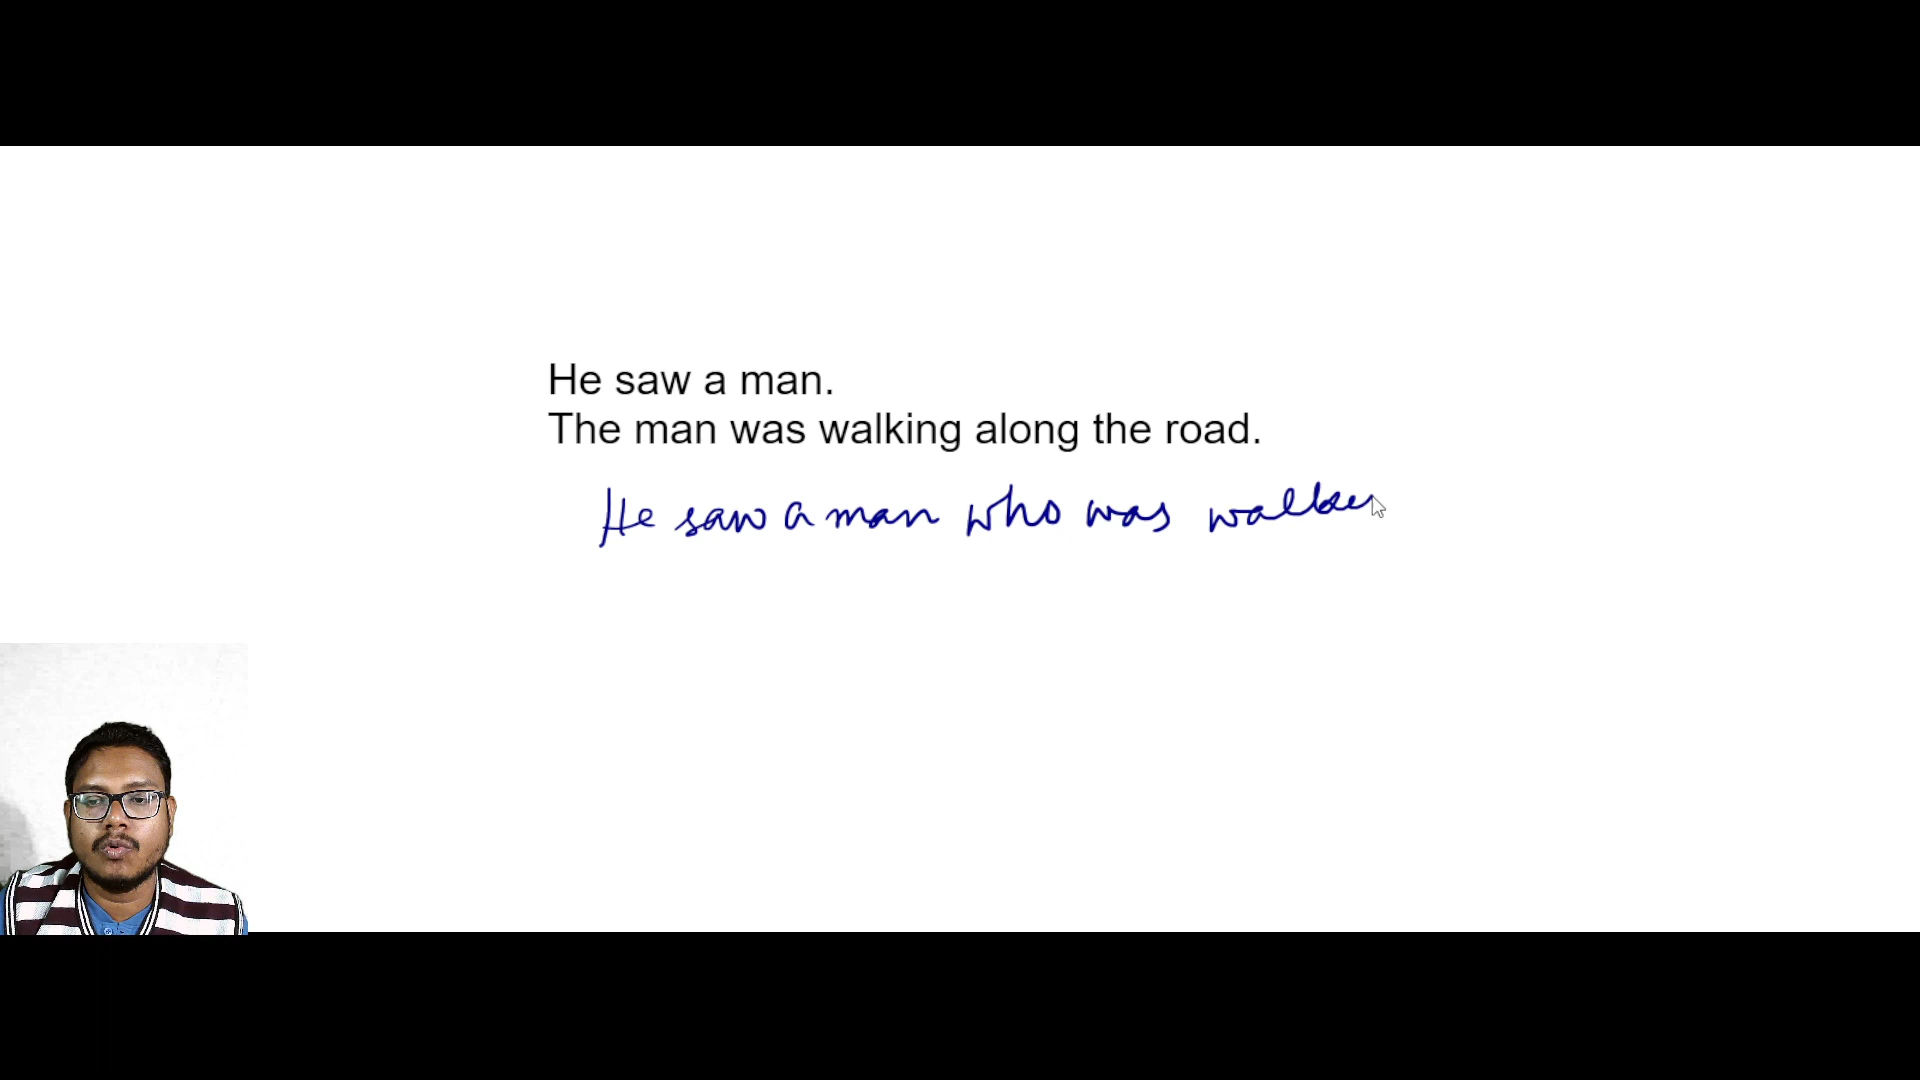 He saw a man.
The man was walking along the road.
He saw a man who was